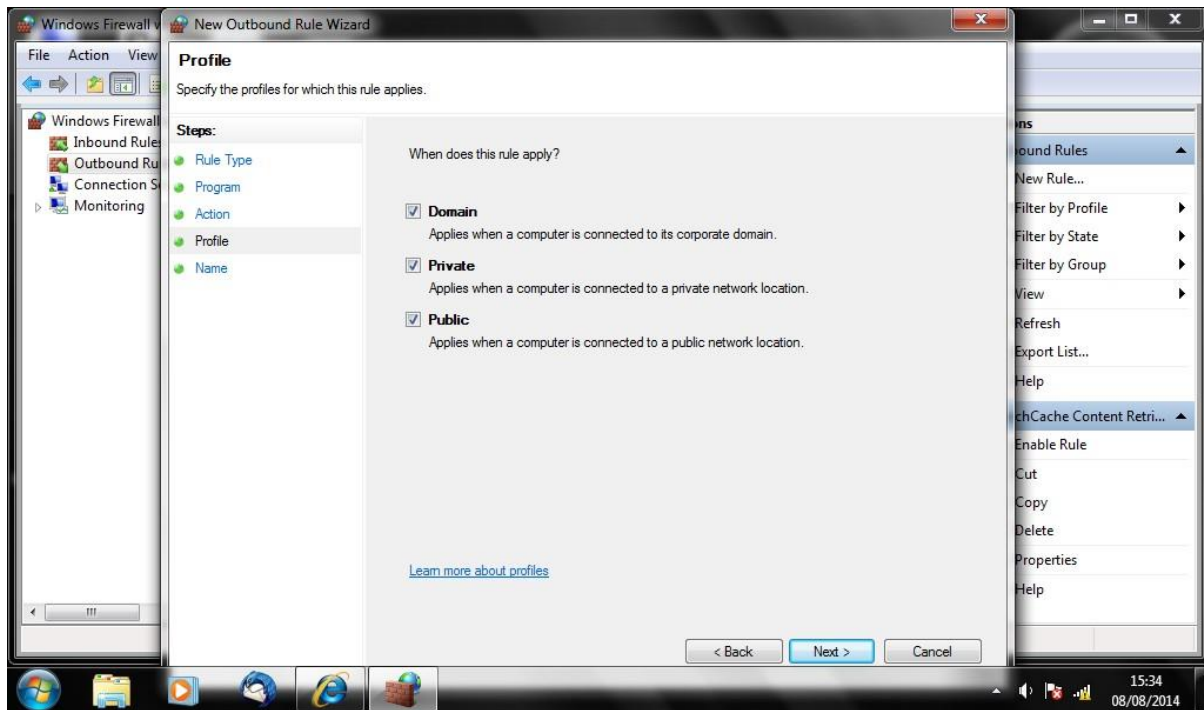 Windows Firewall
New Outbound Rule Wizard
File Action View
Profile
Specify the profiles for which this rule applies.
Windows Firewall
Inbound Rule
Outbound Ru
Connection S
Monitoring
Steps:
Rule Type
Program
Action
Profile
Name
When does this rule apply?
Domain
Applies when a computer is connected to its corporate domain.
Private
Applies when a computer is connected to a private network location.
Public
Applies when a computer is connected to a public network location.
Learn more about profiles
< Back Next > Cancel
ons
ound Rules
New Rule...
Filter by Profile
Filter by State
Filter by Group
View
Refresh
Export List...
Help
chCache Content Retri...
Enable Rule
Cut
Copy
Delete
Properties
Help
15:34
08/08/2014